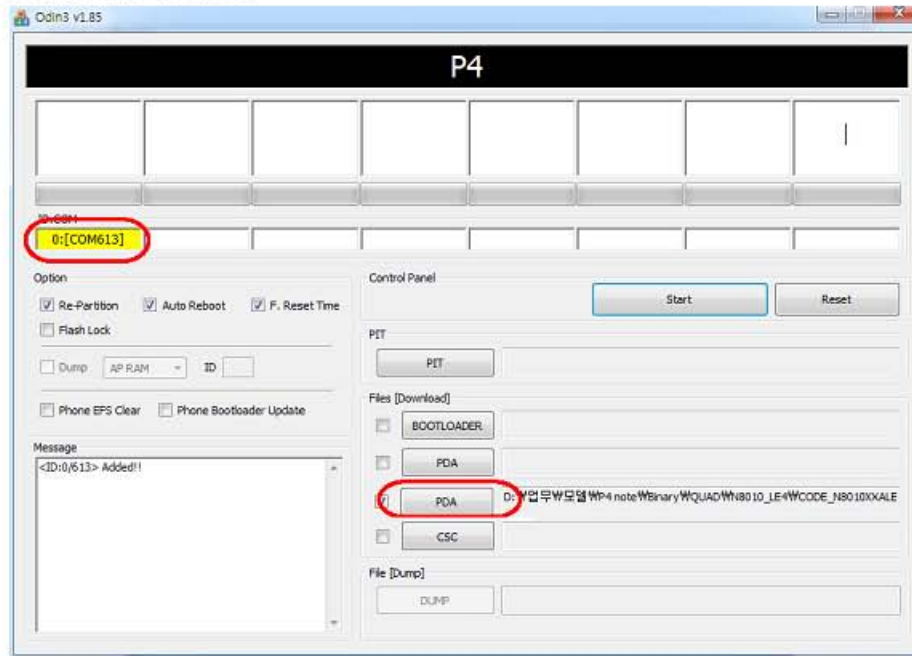 Odin3 v1.85
P4
ID:COM
0:[COM613]
Option
Re-Partition Auto Reboot F. Reset Time
Flash Lock
Dump AP RAM ID
Phone EFS Clear Phone Bootloader Update
Message
<ID:0/613> Added!!
Control Panel
Start Reset
PIT
PIT
Files [Download]
BOOTLOADER
PDA
PDA D:₩업무₩모델₩P4 note₩Binary₩QUAD₩N8010_LE4₩CODE_N8010XXALE
CSC
File [Dump]
DUMP